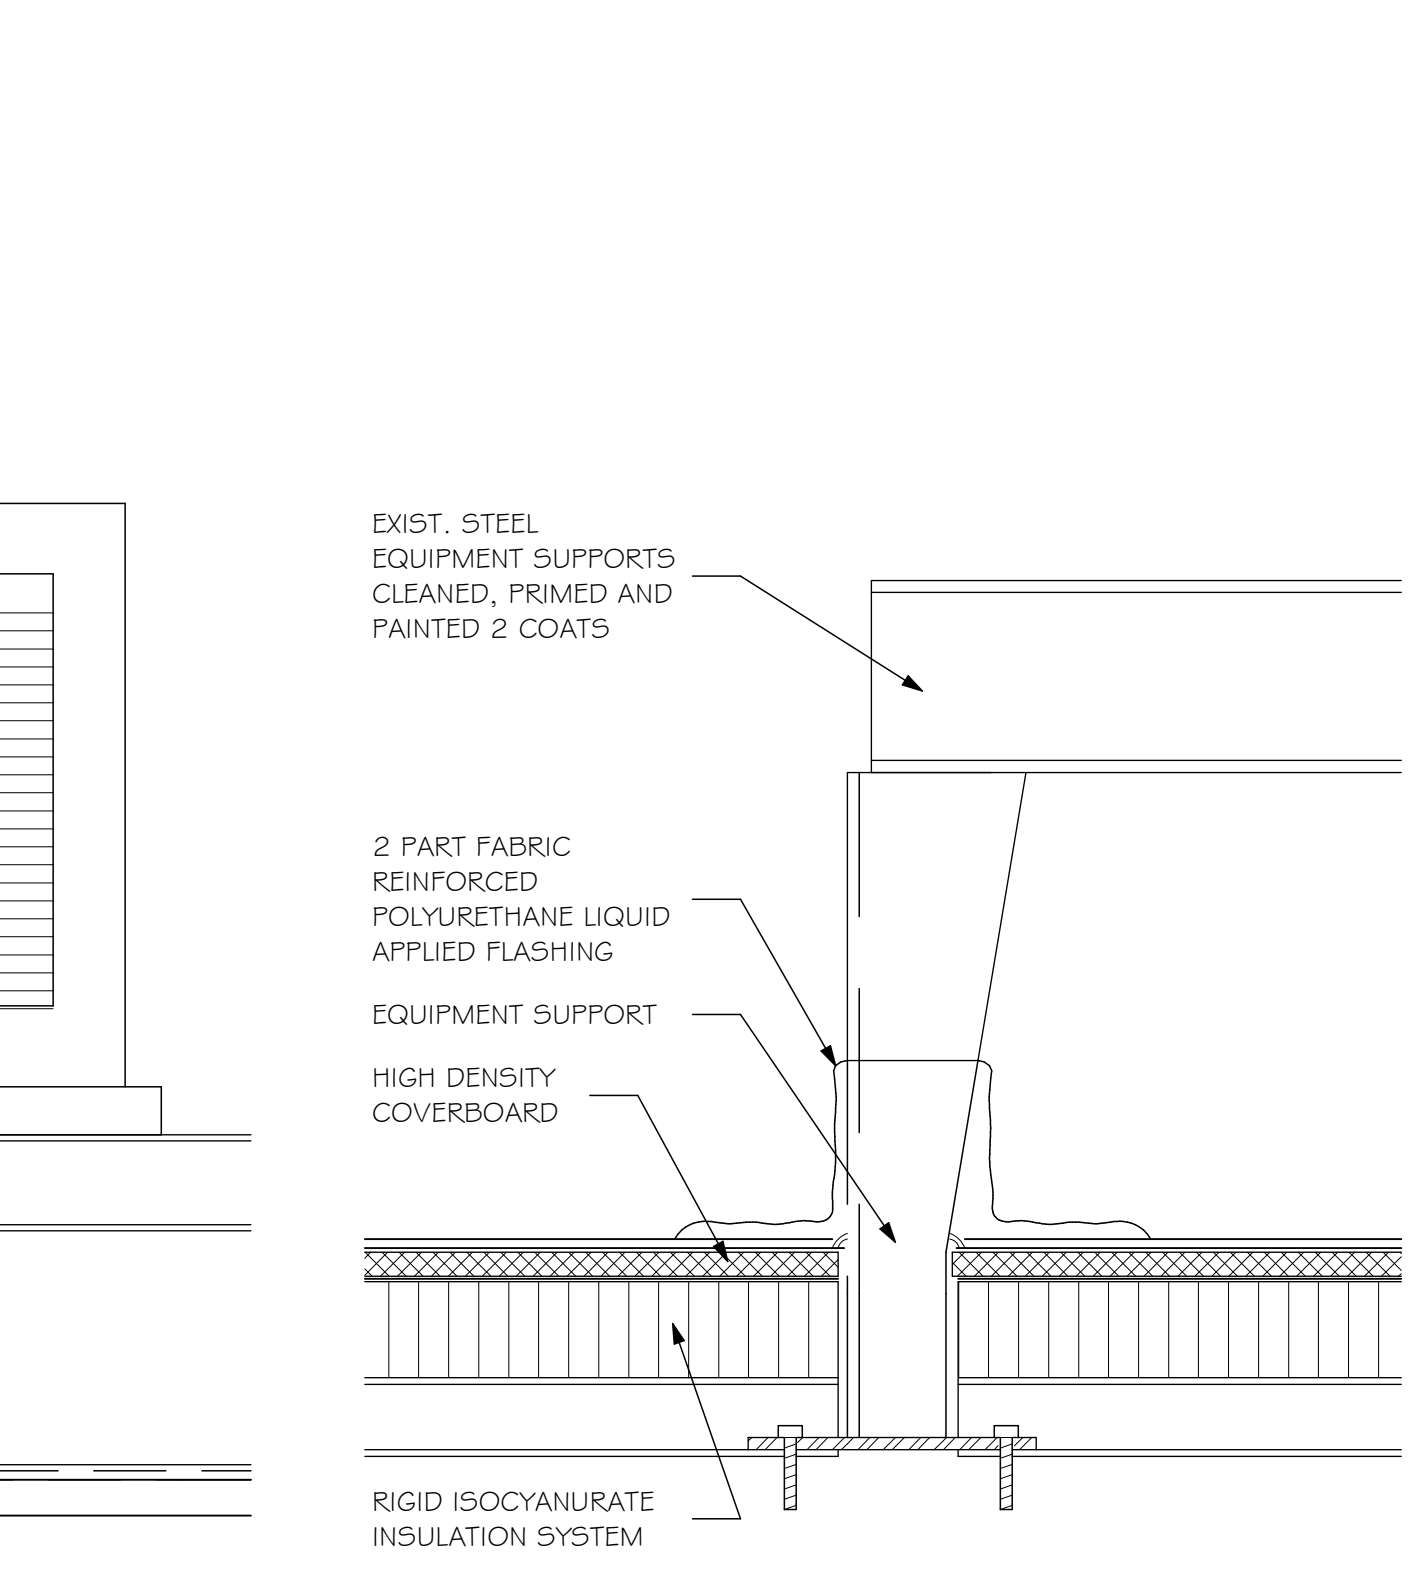 EXIST. STEEL
EQUIPMENT SUPPORTS
CLEANED, PRIMED AND
PAINTED 2 COATS
2 PART FABRIC
REINFORCED
POLYURETHANE LIQUID
APPLIED FLASHING
EQUIPMENT SUPPORT
HIGH DENSITY
COVERBOARD
RIGID ISOCYANURATE
INSULATION SYSTEM